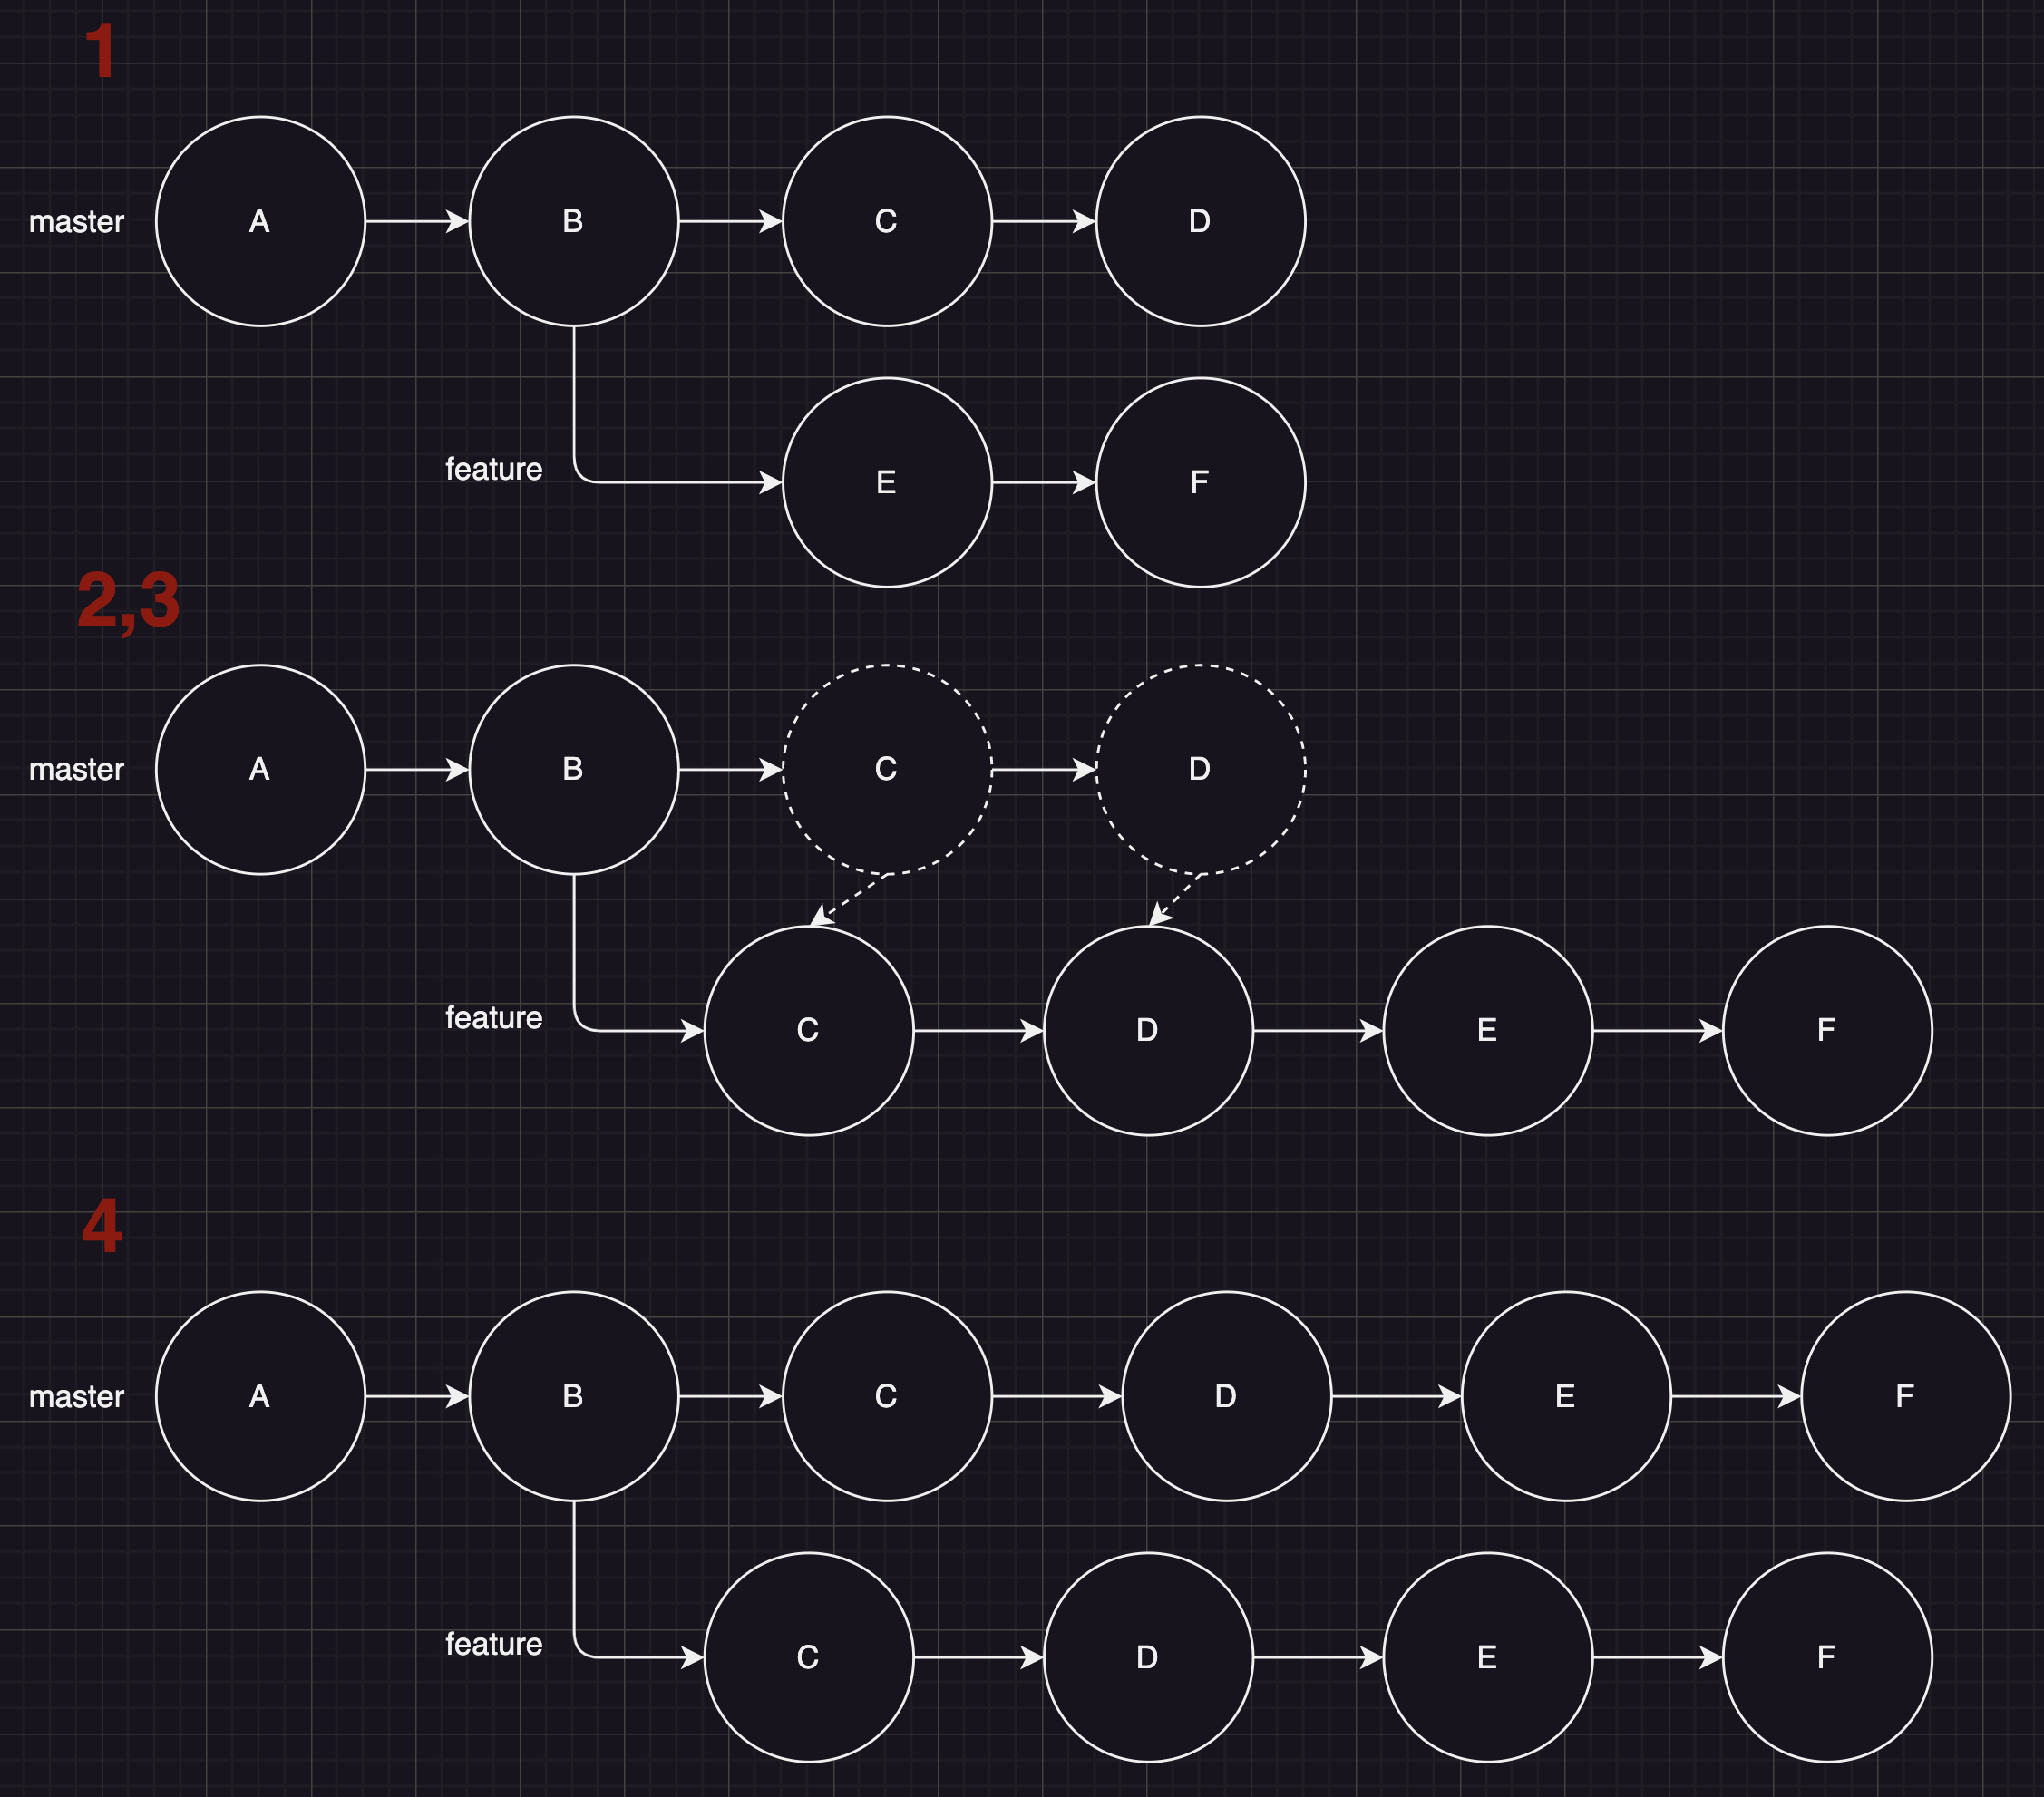 1
master A B C D
feature E F
2,3
master A B C D
feature C D E F
4
master A B C D E F
feature C D E F